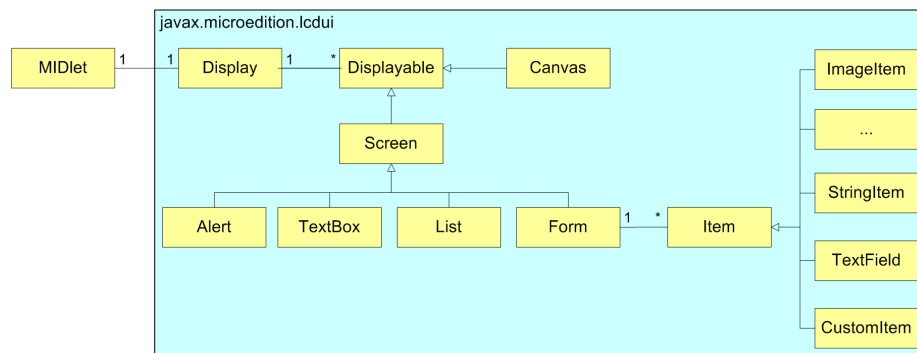 javax.microedition.lcdui
MIDlet
1
1
Display
1
*
Displayable
Canvas
ImageItem
...
Screen
StringItem
Alert
TextBox
List
Form
1
*
Item
TextField
CustomItem